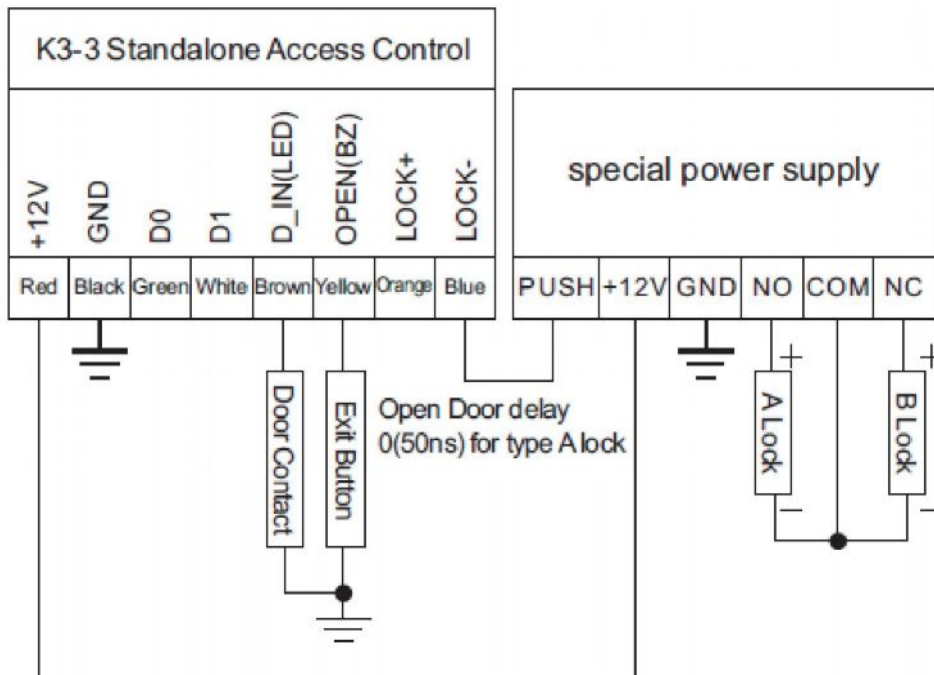 K3-3 Standalone Access Control
+12V
GND
D0
D1
D_IN(LED)
OPEN(BZ)
LOCK+
LOCK-
Red Black Green White Brown Yellow Orange Blue
special power supply
PUSH +12V GND NO COM NC
Door Contact
Exit Button
Open Door delay
0(50ns) for type A lock
+
A Lock
−
+
B Lock
−